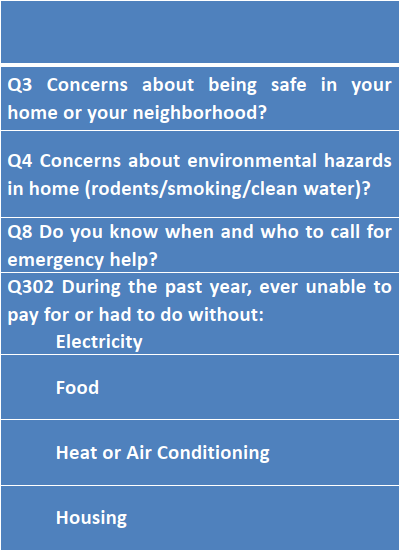 Q3 Concerns about being safe in your
home or your neighborhood?
Q4 Concerns about environmental hazards
in home (rodents/smoking/clean water)?
Q8 Do you know when and who to call for
emergency help?
Q302 During the past year, ever unable to
pay for or had to do without:
Electricity
Food
Heat or Air Conditioning
Housing